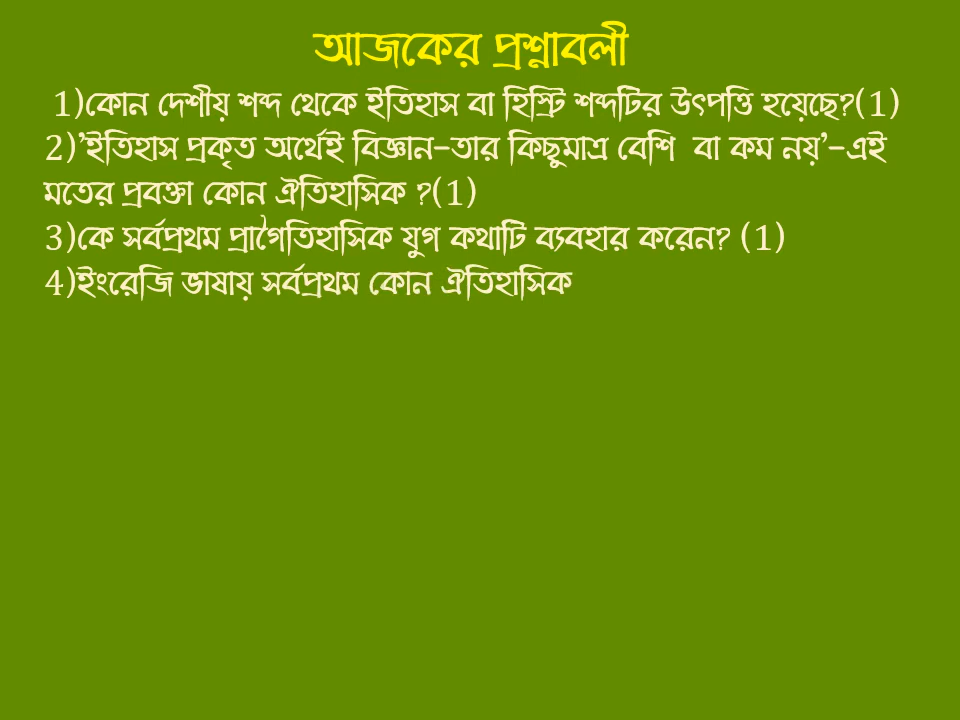 আজকের প্রশ্নাবলী
1)কোন দেশীয় শব্দ থেকে ইতিহাস বা হিস্ট্রি শব্দটির উৎপত্তি হয়েছে?(1)
2)’ইতিহাস প্রকৃত অর্থেই বিজ্ঞান–তার কিছুমাত্র বেশি বা কম নয়’–এই
মতের প্রবক্তা কোন ঐতিহাসিক ?(1)
3)কে সর্বপ্রথম প্রাগৈতিহাসিক যুগ কথাটি ব্যবহার করেন? (1)
4)ইংরেজি ভাষায় সর্বপ্রথম কোন ঐতিহাসিক